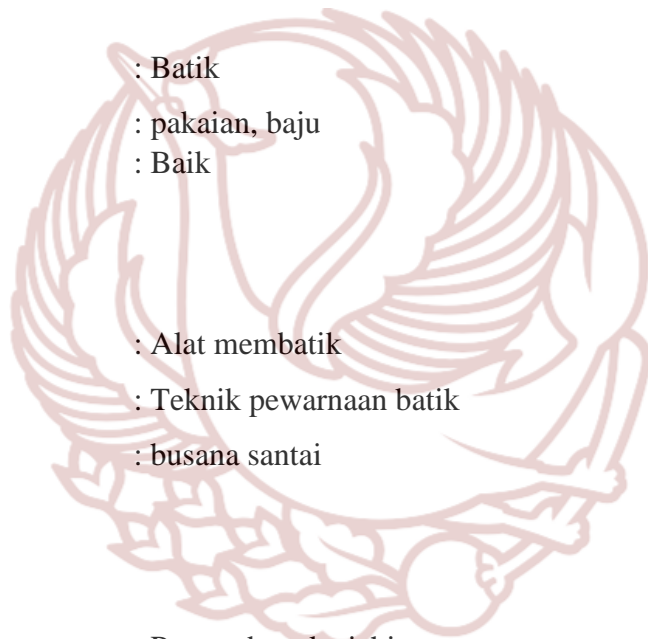 : Batik
: pakaian, baju
: Baik
: Alat membatik
: Teknik pewarnaan batik
: busana santai